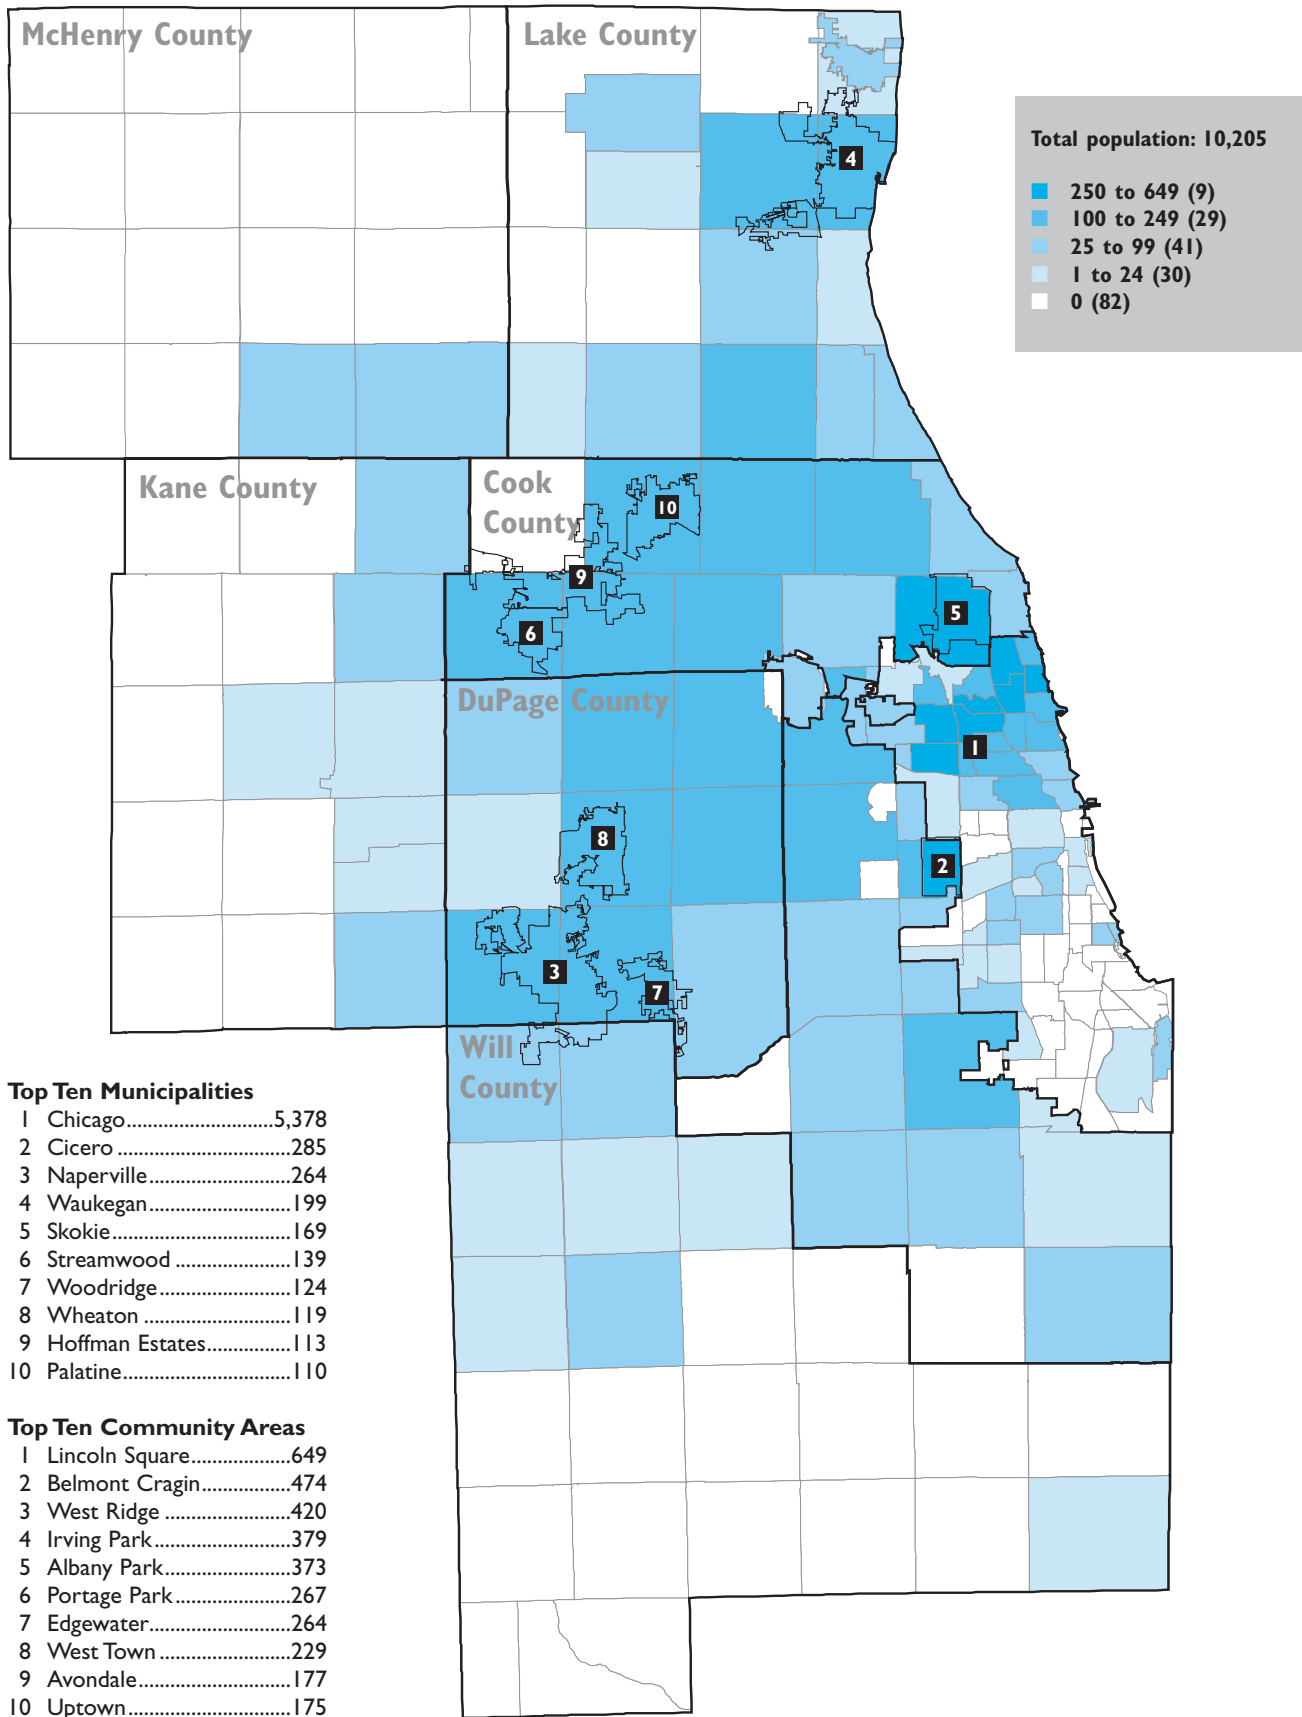 McHenry County
Lake County
Total population: 10,205
250 to 649 (9)
100 to 249 (29)
25 to 99 (41)
1 to 24 (30)
0 (82)
4
Kane County
Cook
County
10
9
6
5
DuPage County
1
8
2
3
7
Will
County
Top Ten Municipalities
1 Chicago............................5,378
2 Cicero ...............................285
3 Naperville..........................264
4 Waukegan..........................199
5 Skokie................................169
6 Streamwood .....................139
7 Woodridge........................124
8 Wheaton ...........................119
9 Hoffman Estates................113
10 Palatine...............................110
Top Ten Community Areas
1 Lincoln Square...................649
2 Belmont Cragin.................474
3 West Ridge .......................420
4 Irving Park.........................379
5 Albany Park.......................373
6 Portage Park.....................267
7 Edgewater.........................264
8 West Town .......................229
9 Avondale...........................177
10 Uptown.............................175